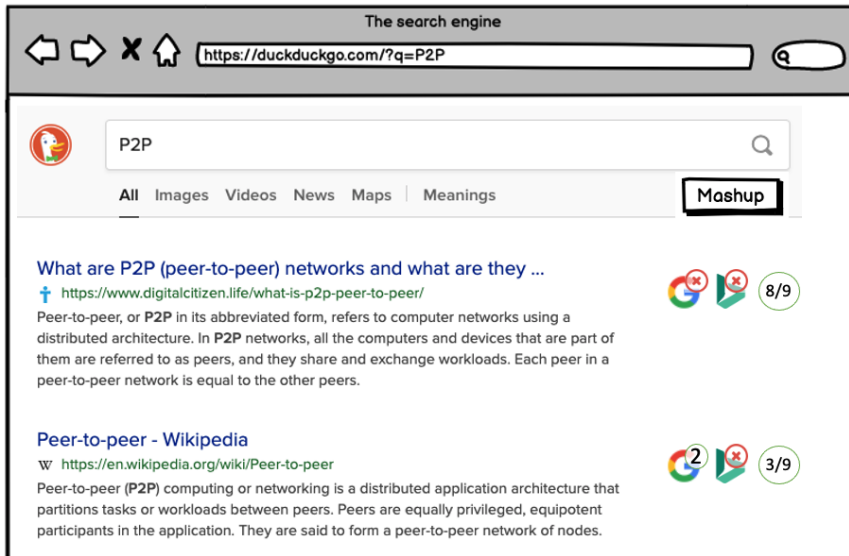 The search engine
https://duckduckgo.com/?q=P2P
P2P
All Images Videos News Maps Meanings
Mashup
What are P2P (peer-to-peer) networks and what are they ...
https://www.digitalcitizen.life/what-is-p2p-peer-to-peer/
8/9
Peer-to-peer, or P2P in its abbreviated form, refers to computer networks using a
distributed architecture. In P2P networks, all the computers and devices that are part of
them are referred to as peers, and they share and exchange workloads. Each peer in a
peer-to-peer network is equal to the other peers.
Peer-to-peer - Wikipedia
W https://en.wikipedia.org/wiki/Peer-to-peer
2
3/9
Peer-to-peer (P2P) computing or networking is a distributed application architecture that
partitions tasks or workloads between peers. Peers are equally privileged, equipotent
participants in the application. They are said to form a peer-to-peer network of nodes.